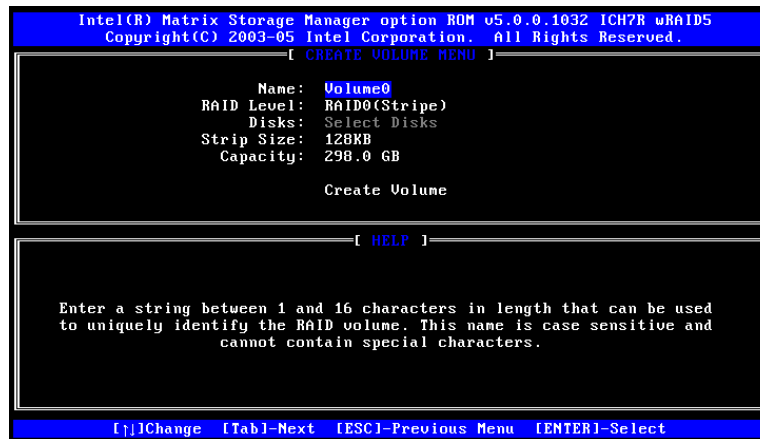 Intel(R) Matrix Storage Manager option ROM v5.0.0.1032 ICH7R wRAID5
Copyright(C) 2003-05 Intel Corporation.  All Rights Reserved.
[ CREATE VOLUME MENU ]
Name: Volume0
RAID Level: RAID0(Stripe)
Disks: Select Disks
Strip Size: 128KB
Capacity: 298.0 GB
Create Volume
[ HELP ]
Enter a string between 1 and 16 characters in length that can be used
to uniquely identify the RAID volume. This name is case sensitive and
cannot contain special characters.
[↑↓]Change  [Tab]-Next  [ESC]-Previous Menu  [ENTER]-Select